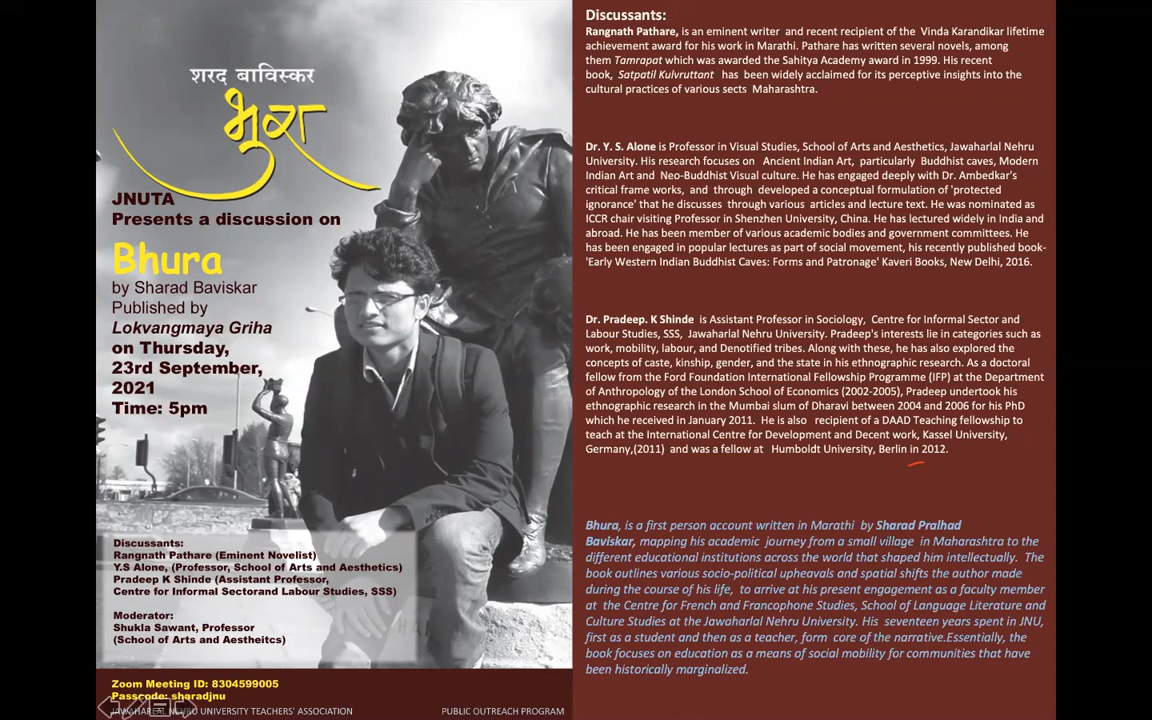 शरद बाविस्कर
भुरा
JNUTA
Presents a discussion on
Bhura
by Sharad Baviskar
Published by
Lokvangmaya Griha
on Thursday,
23rd September,
2021
Time: 5pm
Discussants:
Rangnath Pathare (Eminent Novelist)
Y.S Alone, (Professor, School of Arts and Aesthetics)
Pradeep K Shinde (Assistant Professor,
Centre for Informal Sectorand Labour Studies, SSS)
Moderator:
Shukla Sawant, Professor
(School of Arts and Aestheitcs)
Zoom Meeting ID: 8304599005
Passcode: sharadjnu
JAWAHARLAL NEHRU UNIVERSITY TEACHERS' ASSOCIATION
PUBLIC OUTREACH PROGRAM
Discussants:
Rangnath Pathare, is an eminent writer and recent recipient of the Vinda Karandikar lifetime
achievement award for his work in Marathi. Pathare has written several novels, among
them Tamrapat which was awarded the Sahitya Academy award in 1999. His recent
book, Satpatil Kulvruttant has been widely acclaimed for its perceptive insights into the
cultural practices of various sects Maharashtra.
Dr. Y. S. Alone is Professor in Visual Studies, School of Arts and Aesthetics, Jawaharlal Nehru
University. His research focuses on Ancient Indian Art, particularly Buddhist caves, Modern
Indian Art and Neo-Buddhist Visual culture. He has engaged deeply with Dr. Ambedkar's
critical frame works, and through developed a conceptual formulation of 'protected
ignorance' that he discusses through various articles and lecture text. He was nominated as
ICCR chair visiting Professor in Shenzhen University, China. He has lectured widely in India and
abroad. He has been member of various academic bodies and government committees. He
has been engaged in popular lectures as part of social movement, his recently published book-
'Early Western Indian Buddhist Caves: Forms and Patronage' Kaveri Books, New Delhi, 2016.
Dr. Pradeep. K Shinde is Assistant Professor in Sociology, Centre for Informal Sector and
Labour Studies, SSS, Jawaharlal Nehru University. Pradeep's interests lie in categories such as
work, mobility, labour, and Denotified tribes. Along with these, he has also explored the
concepts of caste, kinship, gender, and the state in his ethnographic research. As a doctoral
fellow from the Ford Foundation International Fellowship Programme (IFP) at the Department
of Anthropology of the London School of Economics (2002-2005), Pradeep undertook his
ethnographic research in the Mumbai slum of Dharavi between 2004 and 2006 for his PhD
which he received in January 2011. He is also recipient of a DAAD Teaching fellowship to
teach at the International Centre for Development and Decent work, Kassel University,
Germany,(2011) and was a fellow at Humboldt University, Berlin in 2012.
Bhura, is a first person account written in Marathi by Sharad Pralhad
Baviskar, mapping his academic journey from a small village in Maharashtra to the
different educational institutions across the world that shaped him intellectually. The
book outlines various socio-political upheavals and spatial shifts the author made
during the course of his life, to arrive at his present engagement as a faculty member
at the Centre for French and Francophone Studies, School of Language Literature and
Culture Studies at the Jawaharlal Nehru University. His seventeen years spent in JNU,
first as a student and then as a teacher, form core of the narrative.Essentially, the
book focuses on education as a means of social mobility for communities that have
been historically marginalized.